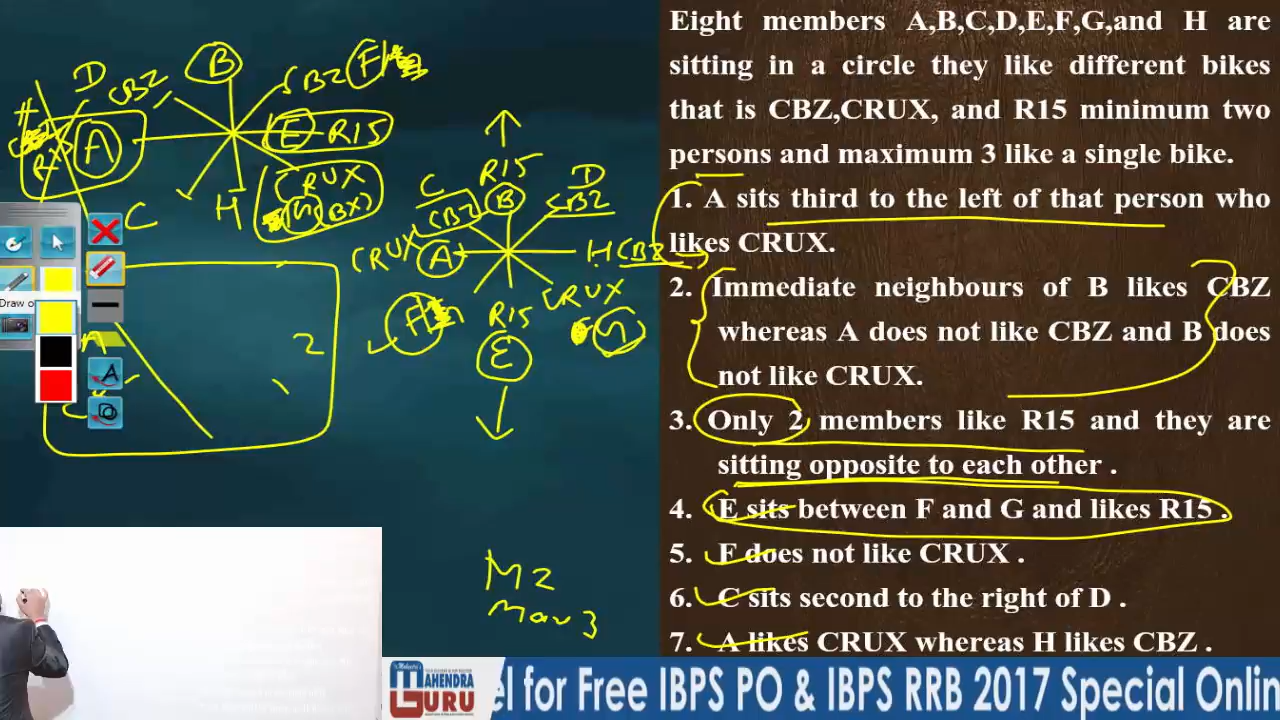 Eight members A,B,C,D,E,F,G,and H are
sitting in a circle they like different bikes
that is CBZ,CRUX, and R15 minimum two
persons and maximum 3 like a single bike.
1. A sits third to the left of that person who
likes CRUX.
2. Immediate neighbours of B likes CBZ
whereas A does not like CBZ and B does
not like CRUX.
3. Only 2 members like R15 and they are
sitting opposite to each other .
4. E sits between F and G and likes R15 .
5. F does not like CRUX .
6. C sits second to the right of D .
7. A likes CRUX whereas H likes CBZ .
D
CBZ
B
CBZ F
A
E R15
CRUX
H
C
R15
C
B
D
CBZ
CBZ
CRUX
A
H CBZ
CRUX
R15
E
2
M2
Max 3
Draw o
Mahendra's
MAHENDRA
GURU
el for Free IBPS PO & IBPS RRB 2017 Special Onlin